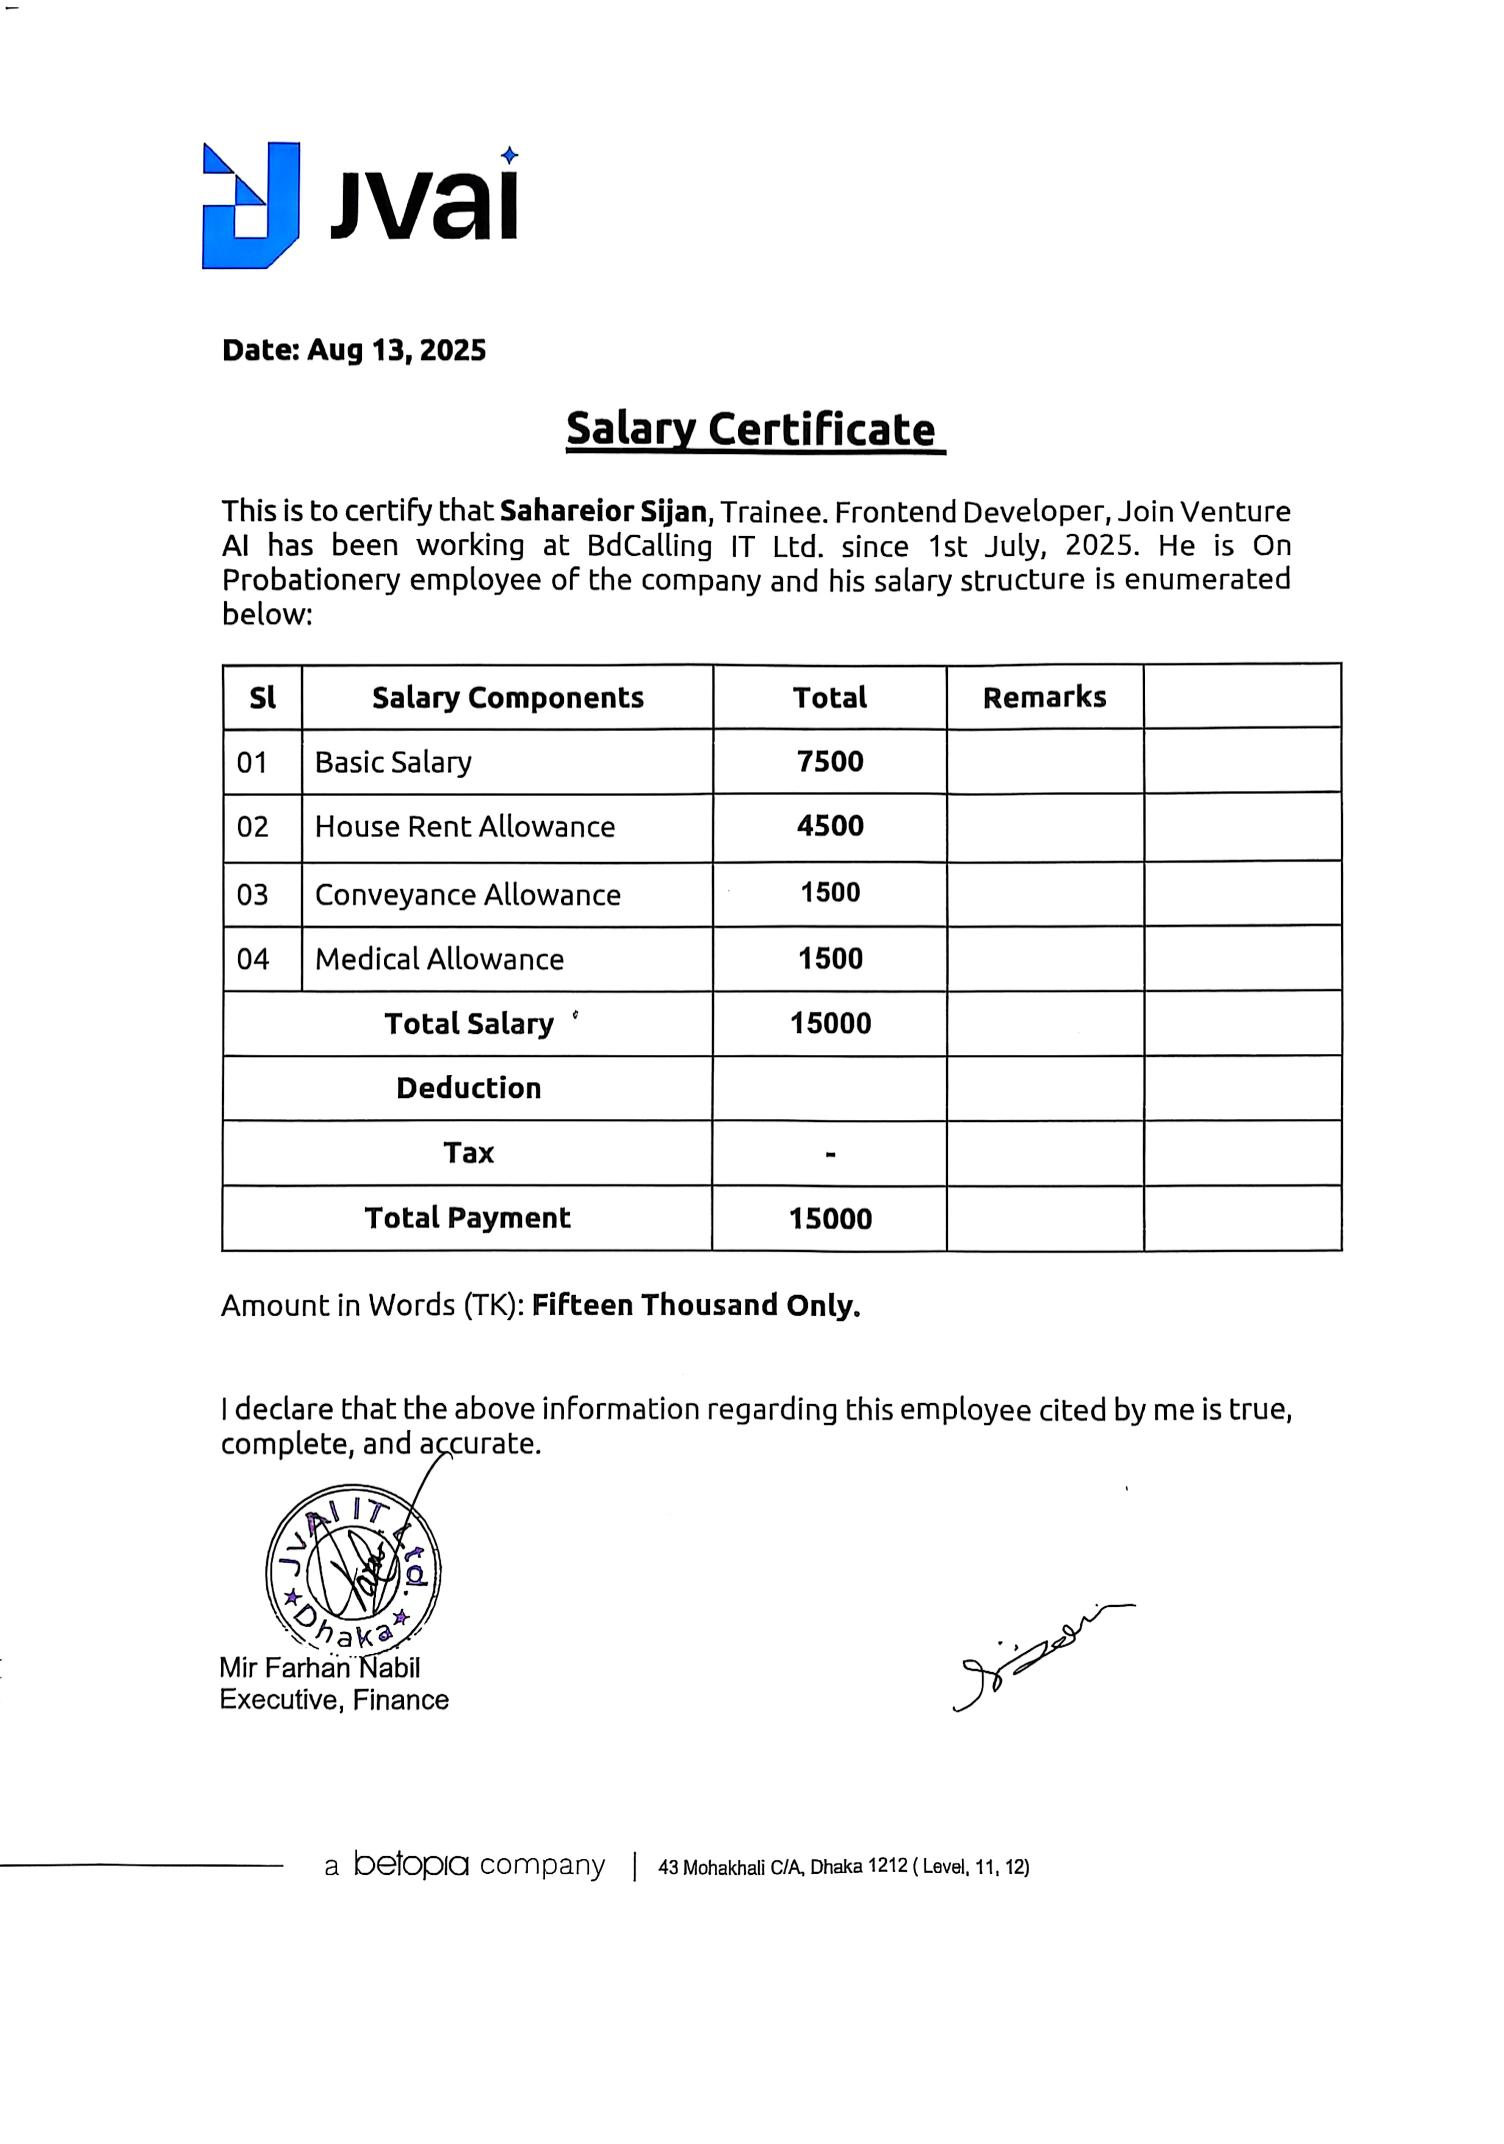 JVai
Date: Aug 13, 2025
Salary Certificate
This is to certify that Sahareior Sijan, Trainee. Frontend Developer, Join Venture
AI has been working at BdCalling IT Ltd. since 1st July, 2025. He is On
Probationery employee of the company and his salary structure is enumerated
below:
Sl Salary Components Total Remarks
01 Basic Salary 7500
02 House Rent Allowance 4500
03 Conveyance Allowance 1500
04 Medical Allowance 1500
Total Salary 15000
Deduction
Tax -
Total Payment 15000
Amount in Words (TK): Fifteen Thousand Only.
I declare that the above information regarding this employee cited by me is true,
complete, and accurate.
JVAI IT Ltd.
Dhaka
Mir Farhan Nabil
Executive, Finance
a betopia company | 43 Mohakhali C/A, Dhaka 1212 ( Level, 11, 12)